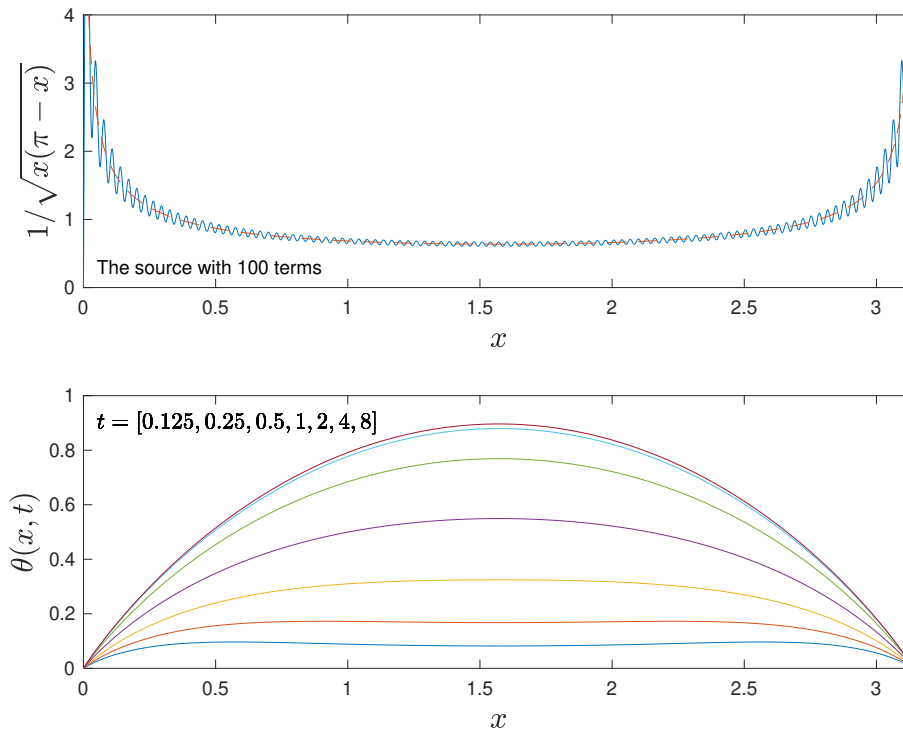 4
3
2
1
0
1/√x(π − x)
The source with 100 terms
0 0.5 1 1.5 2 2.5 3
x
1
0.8
0.6
0.4
0.2
0
θ(x, t)
t = [0.125, 0.25, 0.5, 1, 2, 4, 8]
0 0.5 1 1.5 2 2.5 3
x